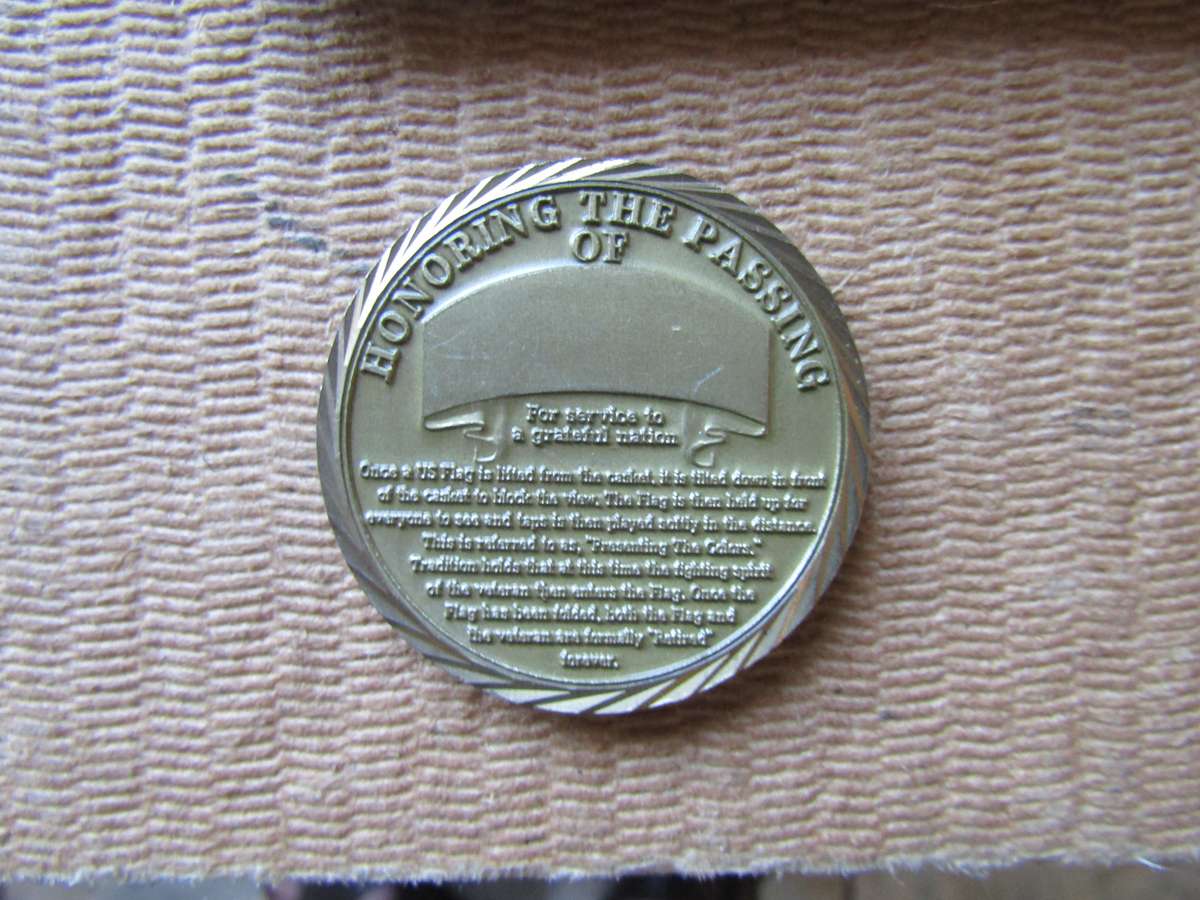 HONORING THE PASSING
OF
For service to
a grateful nation
Once a US Flag is lifted from the casket, it is tilted down in front
of the casket to block the view. The Flag is then held up for
everyone to see and taps is then played softly in the distance.
This is referred to as, "Presenting The Colors."
Tradition holds that at this time the fighting spirit
of the veteran then enters the Flag. Once the
Flag has been folded, both the Flag and
the veteran are formally "Retired"
forever.